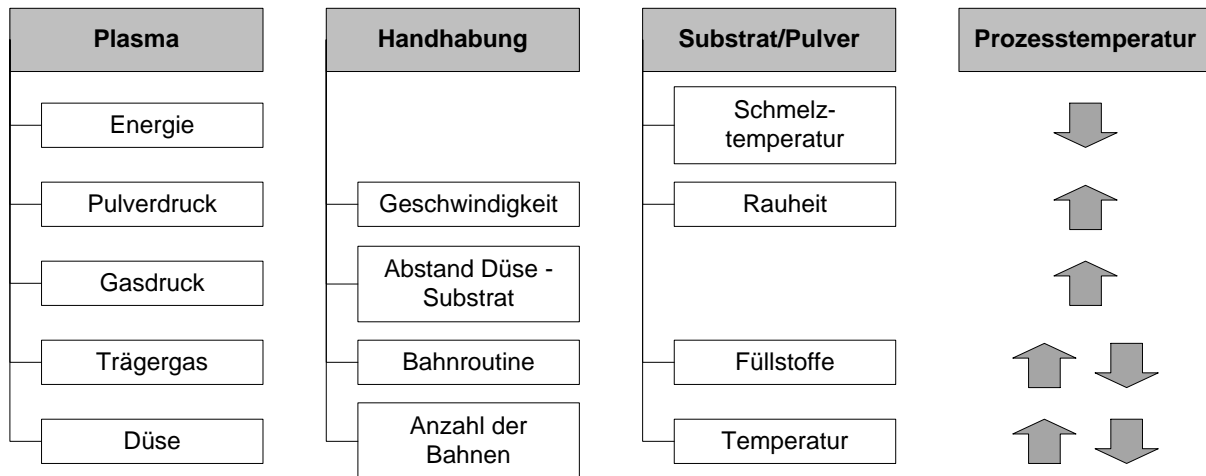 Plasma
Handhabung
Substrat/Pulver
Prozesstemperatur
Energie
Schmelz-
temperatur
Pulverdruck
Geschwindigkeit
Rauheit
Gasdruck
Abstand Düse -
Substrat
Trägergas
Bahnroutine
Füllstoffe
Düse
Anzahl der
Bahnen
Temperatur